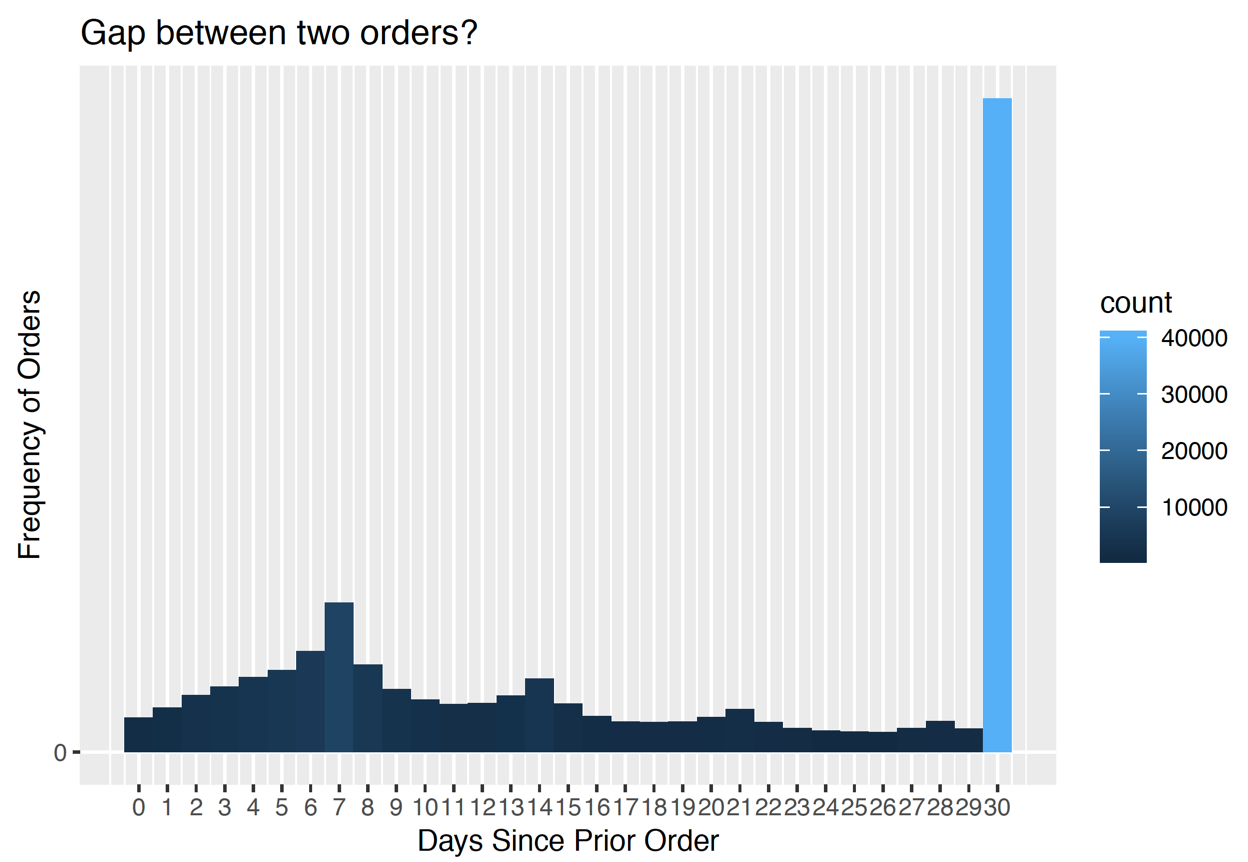 Gap between two orders?
Frequency of Orders
0
0 1 2 3 4 5 6 7 8 9 10 11 12 13 14 15 16 17 18 19 20 21 22 23 24 25 26 27 28 29 30
Days Since Prior Order
count
40000
30000
20000
10000